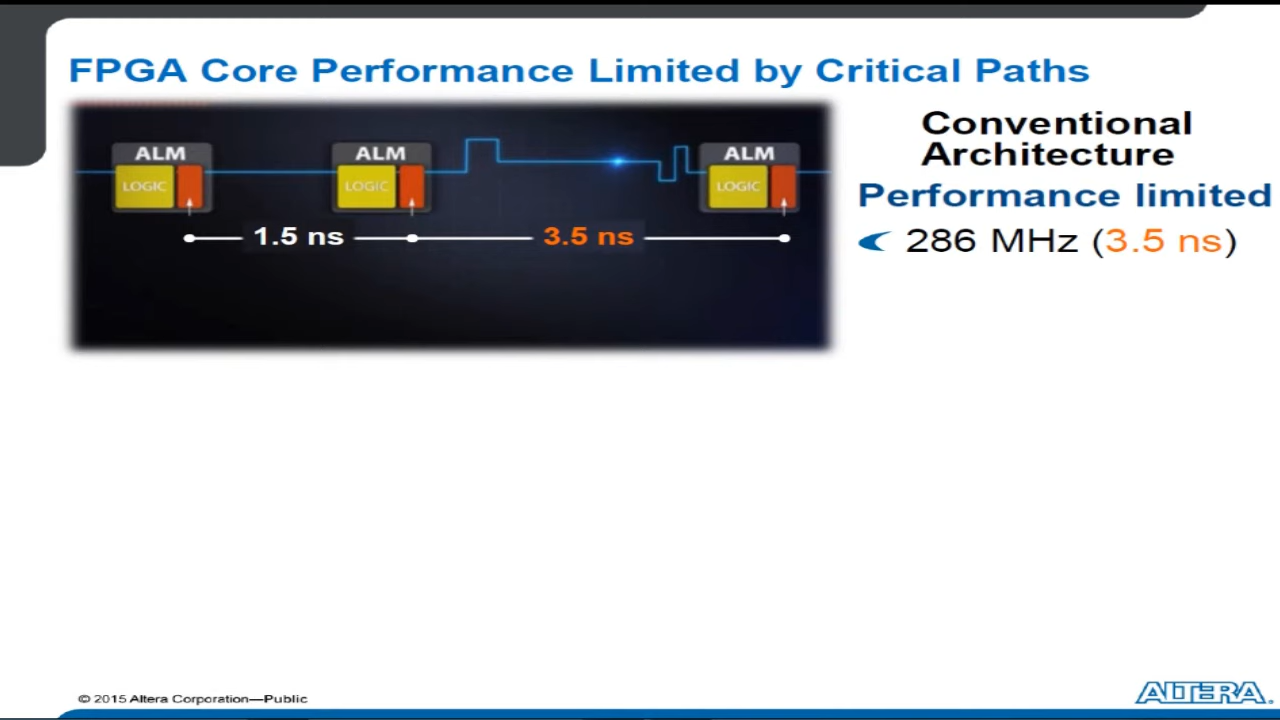 FPGA Core Performance Limited by Critical Paths
ALM
LOGIC
ALM
LOGIC
ALM
LOGIC
1.5 ns
3.5 ns
Conventional
Architecture
Performance limited
286 MHz (3.5 ns)
© 2015 Altera Corporation—Public
ALTERA.